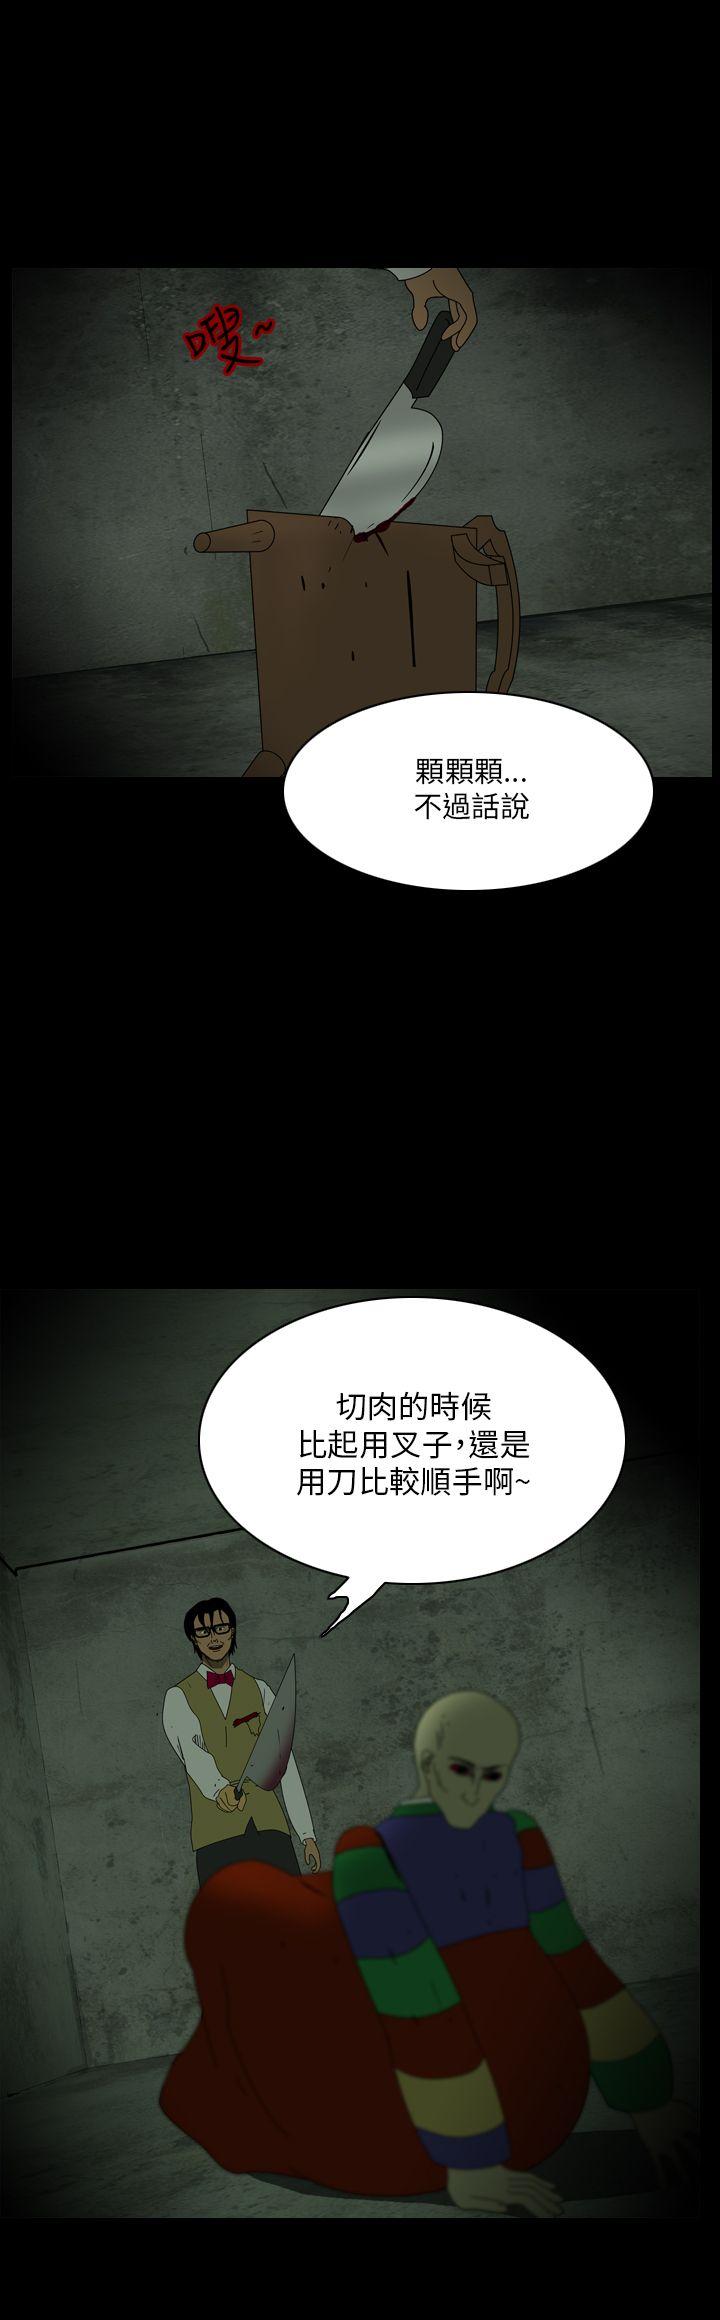 嗖~
顆顆顆...
不過話說
切肉的時候
比起用叉子，還是
用刀比較順手啊~